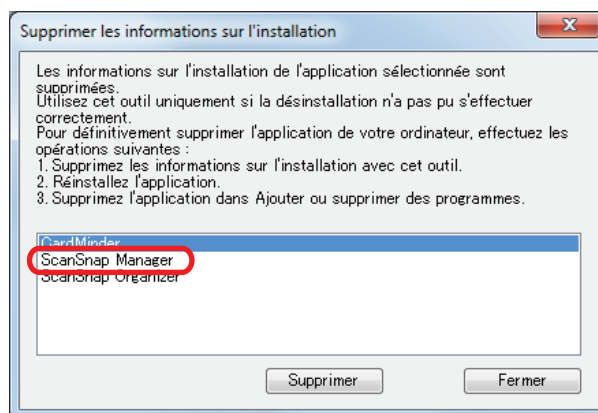 Supprimer les informations sur l'installation
Les informations sur l'installation de l'application sélectionnée sont
supprimées.
Utilisez cet outil uniquement si la désinstallation n'a pas pu s'effectuer
correctement.
Pour définitivement supprimer l'application de votre ordinateur, effectuez les
opérations suivantes :
1. Supprimez les informations sur l'installation avec cet outil.
2. Réinstallez l'application.
3. Supprimez l'application dans Ajouter ou supprimer des programmes.
CardMinder
ScanSnap Manager
ScanSnap Organizer
Supprimer
Fermer